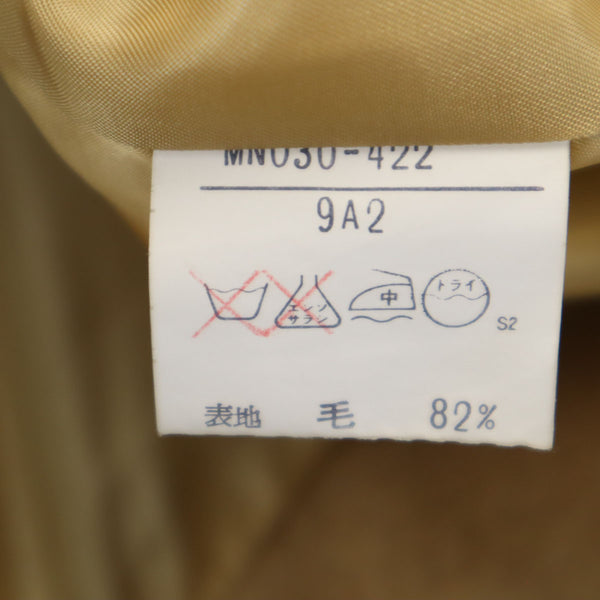 MN030-422
9A2
エンソ
サラシ
中
ドライ
S2
表地 毛 82%